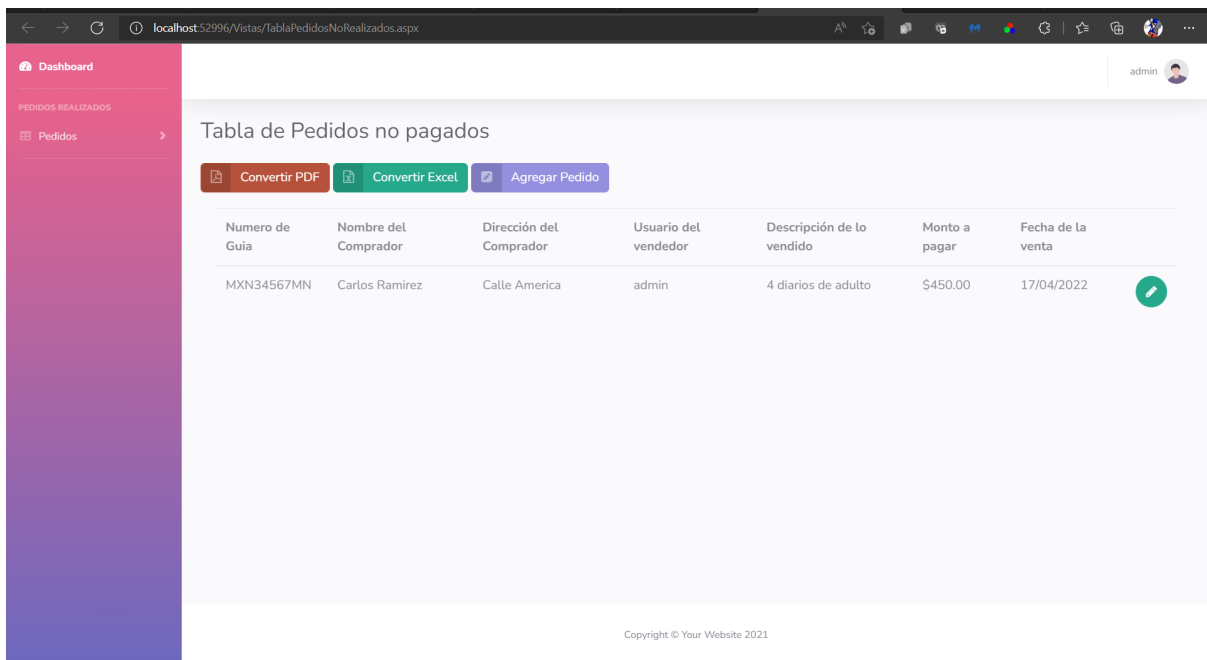 localhost:52996/Vistas/TablaPedidosNoRealizados.aspx
Dashboard
admin
PEDIDOS REALIZADOS
Pedidos
Tabla de Pedidos no pagados
Convertir PDF Convertir Excel Agregar Pedido
Numero de Guia Nombre del Comprador Dirección del Comprador Usuario del vendedor Descripción de lo vendido Monto a pagar Fecha de la venta
MXN34567MN Carlos Ramirez Calle America admin 4 diarios de adulto $450.00 17/04/2022
Copyright © Your Website 2021